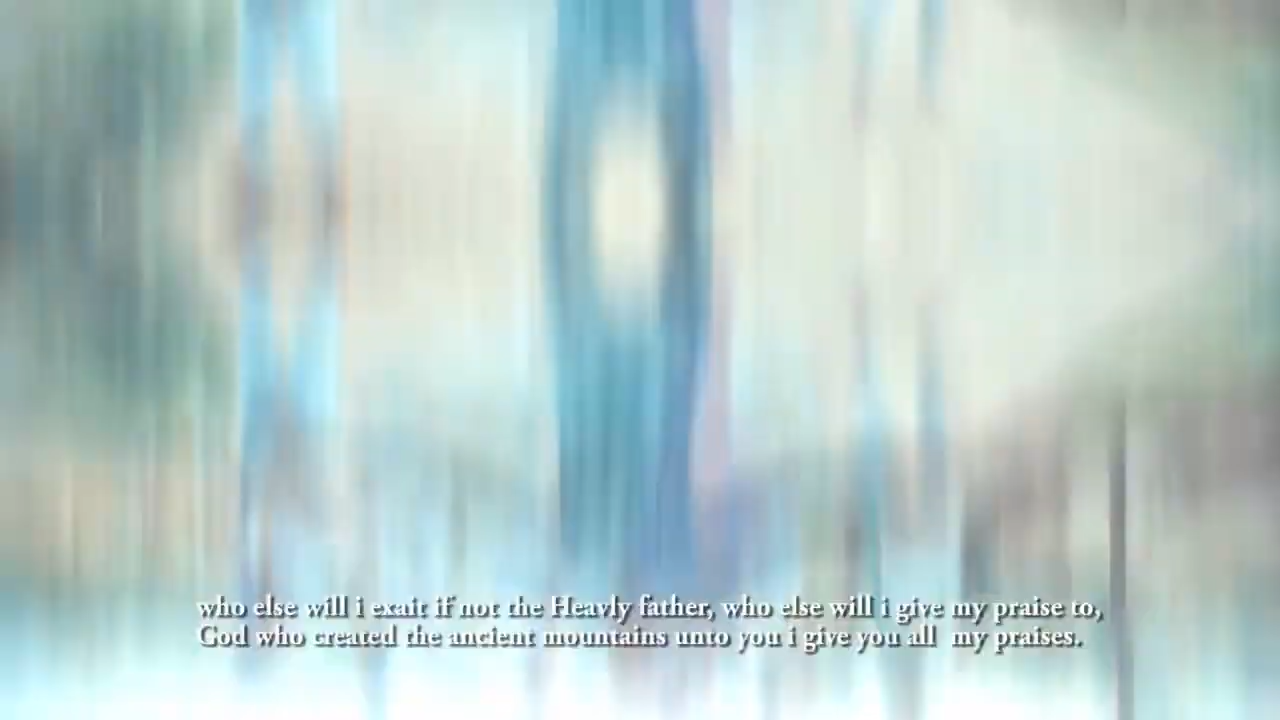 who else will i exait if not the Heavly father, who else will i give my praise to,
God who created the ancient mountains unto you i give you all  my praises.